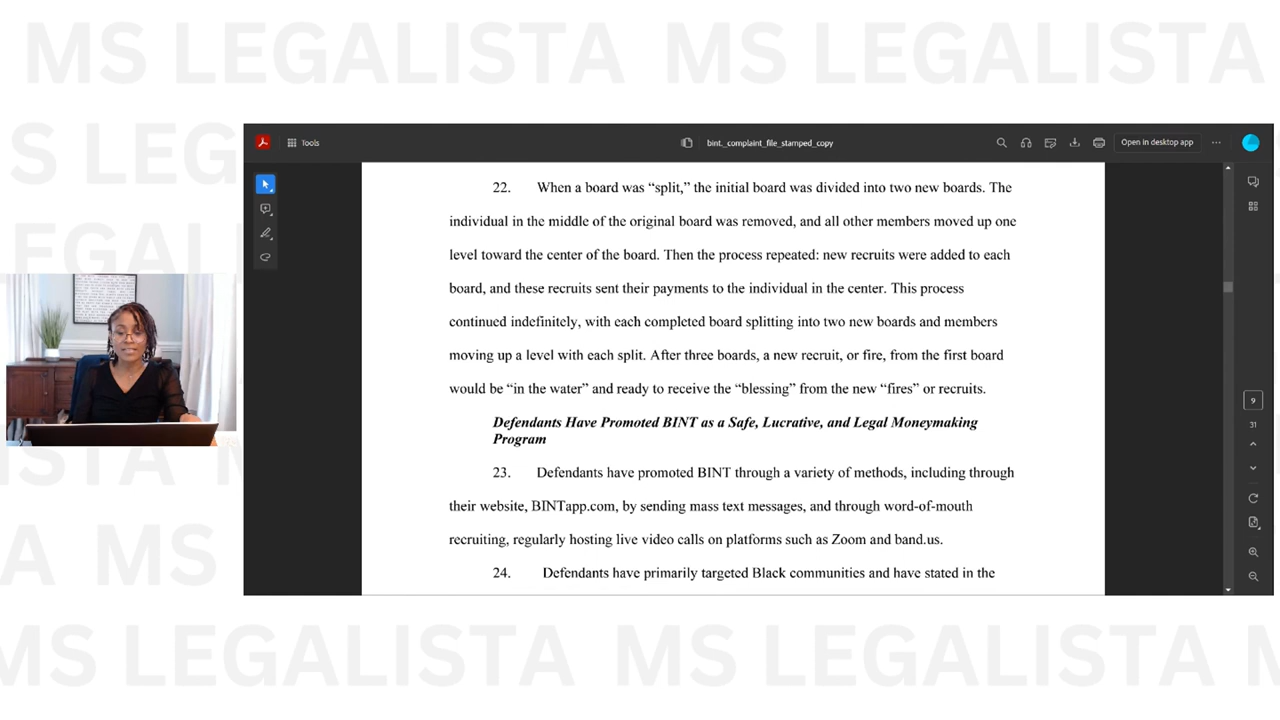 MS LEGALISTA MS LEGALISTA
S LEG
EGAL
ISTA M
A MS
MS LEGALISTA MS LEGALISTA M
Tools
bint._complaint_file_stamped_copy
Open in desktop app
22. When a board was “split,” the initial board was divided into two new boards. The
individual in the middle of the original board was removed, and all other members moved up one
level toward the center of the board. Then the process repeated: new recruits were added to each
board, and these recruits sent their payments to the individual in the center. This process
continued indefinitely, with each completed board splitting into two new boards and members
moving up a level with each split. After three boards, a new recruit, or fire, from the first board
would be “in the water” and ready to receive the “blessing” from the new “fires” or recruits.
Defendants Have Promoted BINT as a Safe, Lucrative, and Legal Moneymaking
Program
23. Defendants have promoted BINT through a variety of methods, including through
their website, BINTapp.com, by sending mass text messages, and through word-of-mouth
recruiting, regularly hosting live video calls on platforms such as Zoom and band.us.
24. Defendants have primarily targeted Black communities and have stated in the
9
31